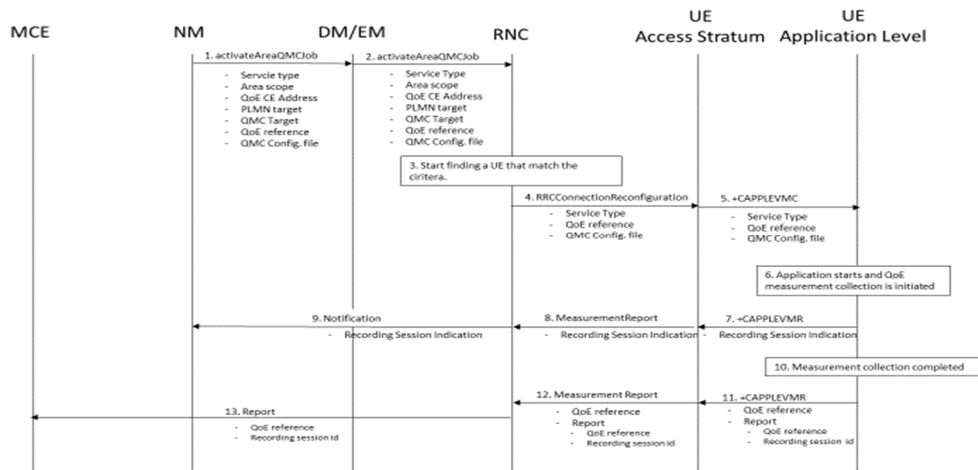 MCE
NM
DM/EM
RNC
UE
Access Stratum
UE
Application Level
1. activateAreaQMCJob
- Servcie type
- Area scope
- QoE CE Address
- PLMN target
- QMC Target
- QoE reference
- QMC Config. file
2. activateAreaQMCJob
- Service Type
- Area scope
- QoE CE Address
- PLMN target
- QMC Target
- QoE reference
- QMC Config. file
3. Start finding a UE that match the
ciritera.
4. RRCConnectionReconfiguration
- Service Type
- QoE reference
- QMC Config. file
5. +CAPPLEVMC
- Service Type
- QoE reference
- QMC Config. file
6. Application starts and QoE
measurement collection is initiated
7. +CAPPLEVMR
- Recording Session Indication
8. MeasurementReport
- Recording Session Indication
9. Notification
- Recording Session Indication
10. Measurement collection completed
11. +CAPPLEVMR
- QoE reference
- Report
- QoE reference
- Recording session id
12. Measurement Report
- QoE reference
- Report
- QoE reference
- Recording session id
13. Report
- QoE reference
- Recording session id